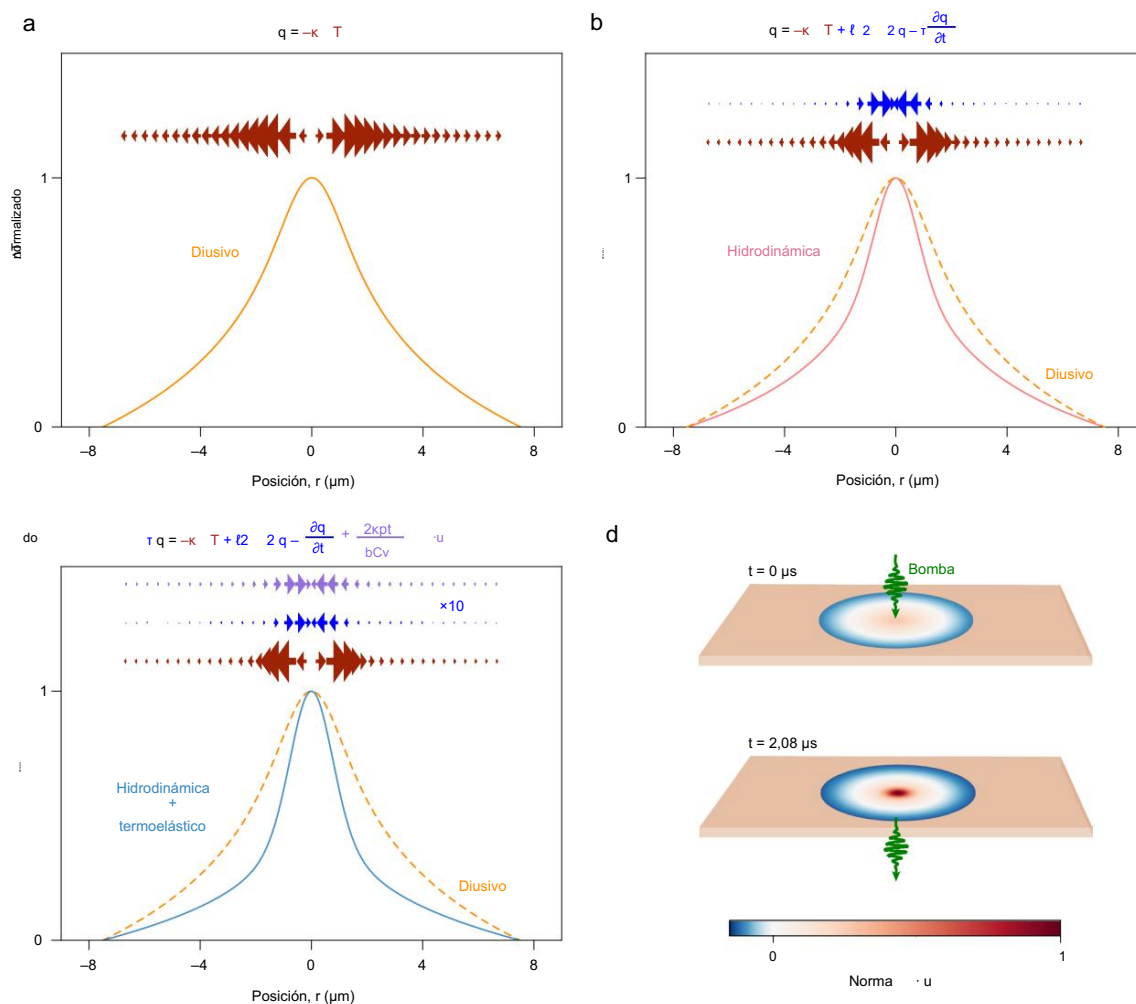 a
q = –κ T
Normalizado
1
Diusivo
0
–8 –4 0 4 8
Posición, r (µm)
b
q = –κ T + ℓ 2 2 q – τ ∂q
∂t
1
Hidrodinámica
Diusivo
0
–8 –4 0 4 8
Posición, r (µm)
do
τ q = –κ T + ℓ2 2 q – ∂q + 2κpt ·u
∂t bCv
×10
1
Hidrodinámica
+
termoelástico
Diusivo
0
–8 –4 0 4 8
Posición, r (µm)
d
t = 0 µs
Bomba
t = 2,08 µs
0 1
Norma · u